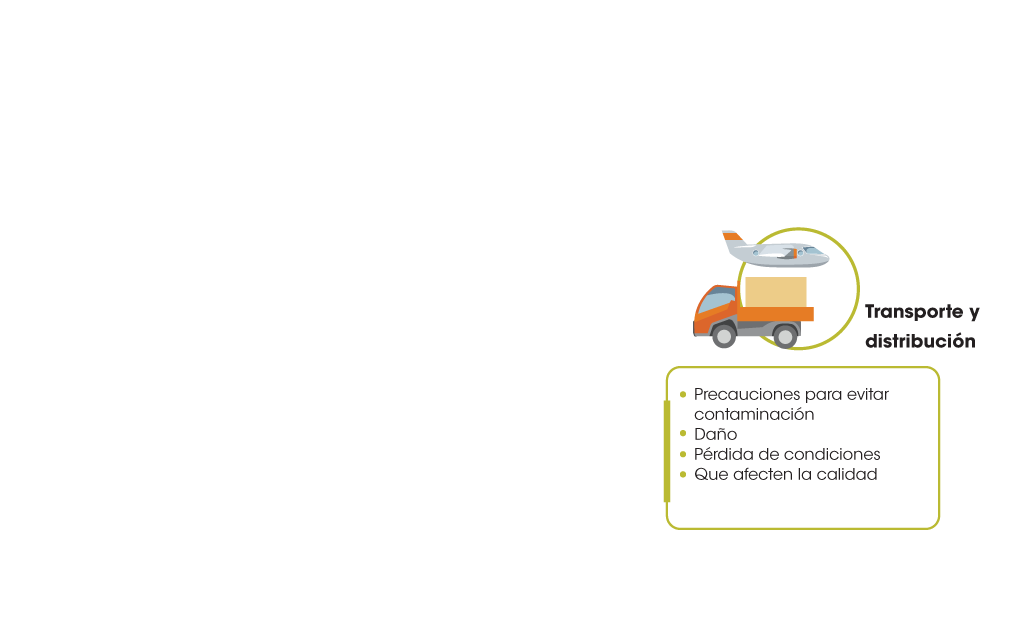 Transporte y
distribución
• Precauciones para evitar
contaminación
• Daño
• Pérdida de condiciones
• Que afecten la calidad